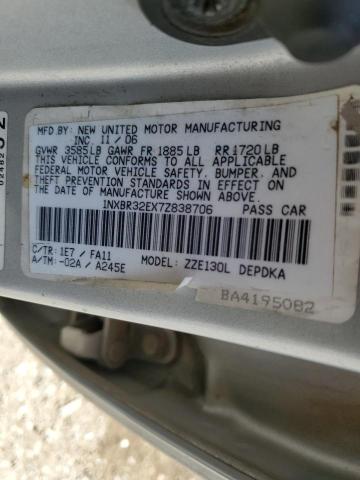 MFD.BY: NEW UNITED MOTOR MANUFACTURING
INC. 11/06
GVWR 3585LB GAWR FR 1885LB RR 1720LB
THIS VEHICLE CONFORMS TO ALL APPLICABLE
FEDERAL MOTOR VEHICLE SAFETY, BUMPER, AND
THEFT PREVENTION STANDARDS IN EFFECT ON
THE DATE OF MANUFACTURE SHOWN ABOVE.
1NXBR32EX7Z838706 PASS CAR
C/TR: 1E7 / FA11
A/TM: -02A / A245E
MODEL: ZZE130L DEPDKA
BA4195082
02482